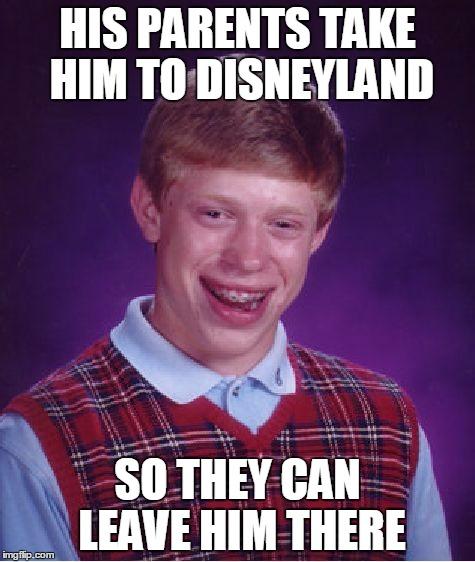 HIS PARENTS TAKE
HIM TO DISNEYLAND
SO THEY CAN
LEAVE HIM THERE
imgflip.com